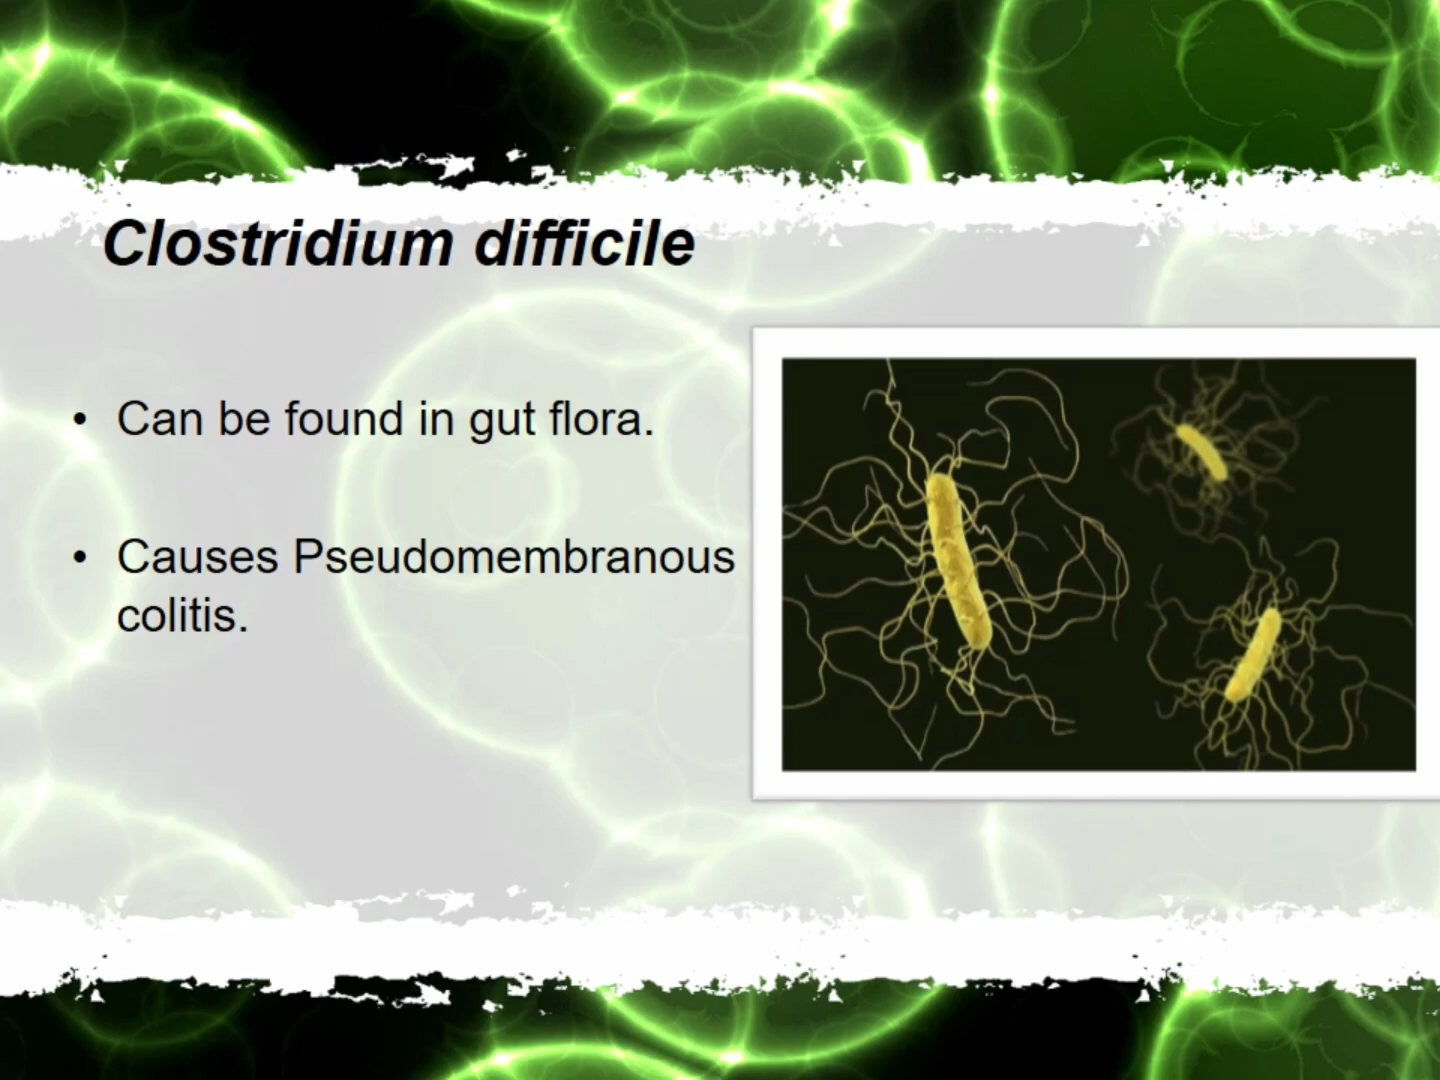 Clostridium difficile
• Can be found in gut flora.
• Causes Pseudomembranous
colitis.